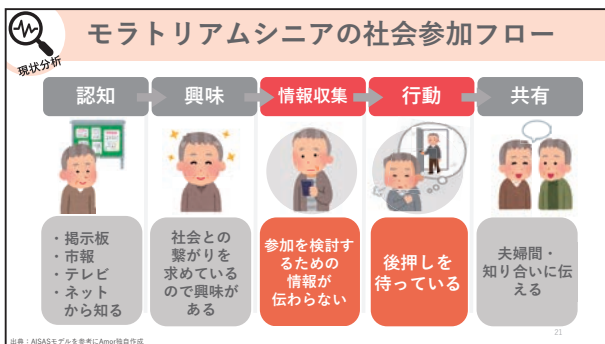 モラトリアムシニアの社会参加フロー
現状分析
認知
興味
情報収集
行動
共有
・掲示板
・市報
・テレビ
・ネット
から知る
社会との
繋がりを
求めている
ので興味が
ある
参加を検討す
るための
情報が
伝わらない
後押しを
待っている
夫婦間・
知り合いに伝
える
21
出典：AISASモデルを参考にAmor独自作成